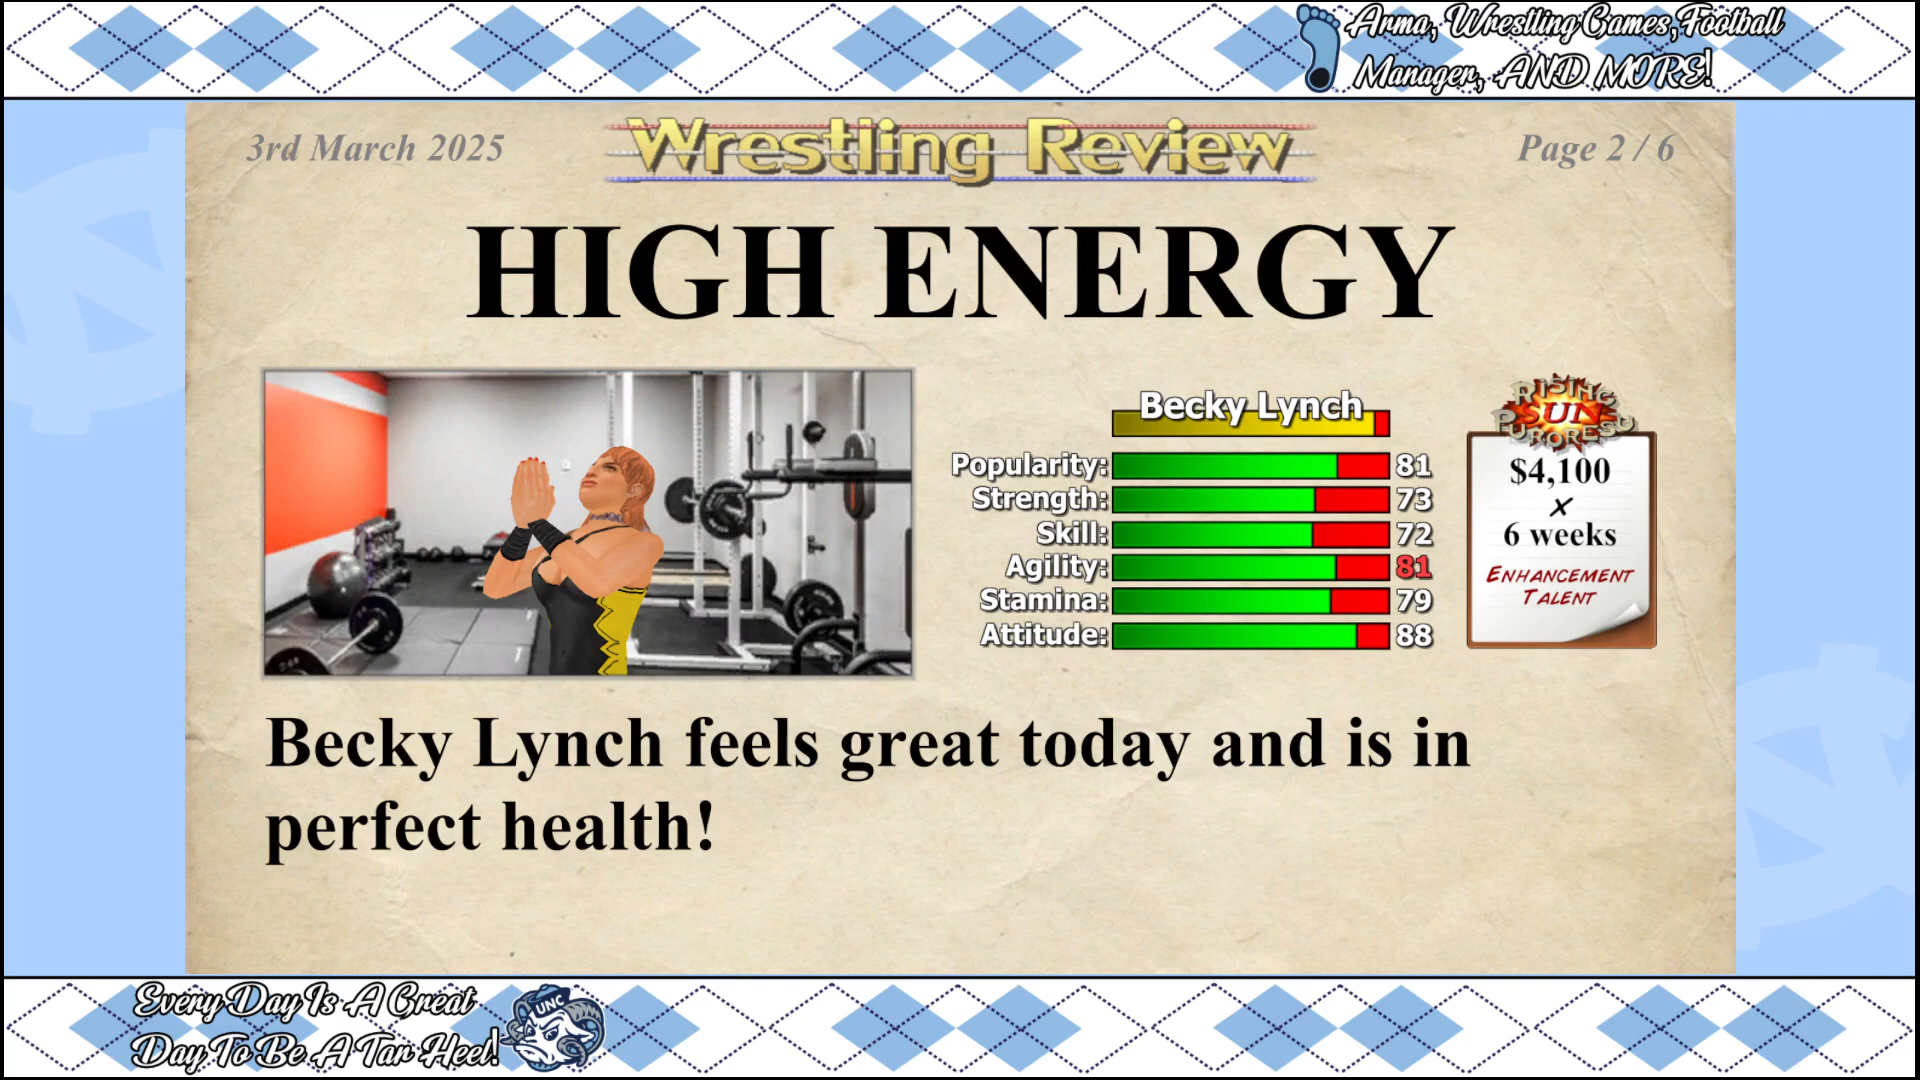 Arma, Wrestling Games, Football
Manager, AND MORE!
3rd March 2025
Wrestling Review
Page 2 / 6
HIGH ENERGY
Becky Lynch
Popularity: 81
Strength: 73
Skill: 72
Agility: 81
Stamina: 79
Attitude: 88
RISING
SUN
PURORESU
$4,100
x
6 weeks
ENHANCEMENT
TALENT
Becky Lynch feels great today and is in
perfect health!
Every Day Is A Great
Day To Be A Tar Heel!
UNC